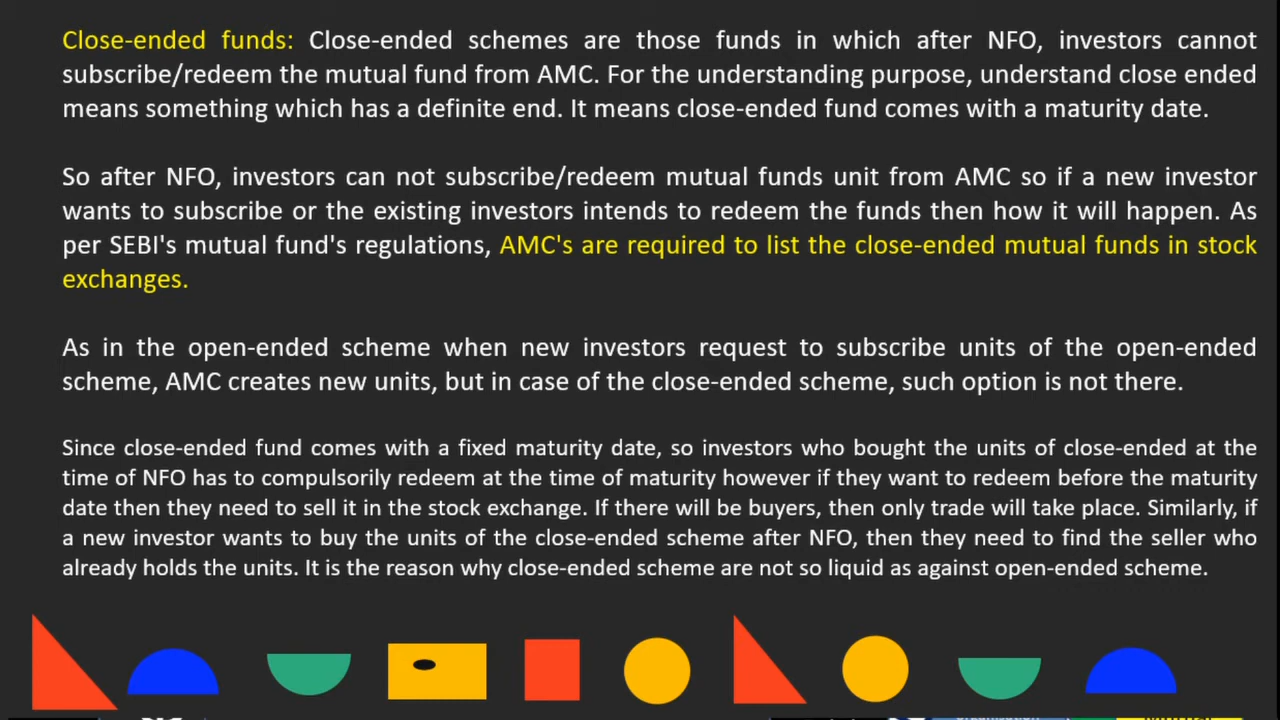 Close-ended funds: Close-ended schemes are those funds in which after NFO, investors cannot
subscribe/redeem the mutual fund from AMC. For the understanding purpose, understand close ended
means something which has a definite end. It means close-ended fund comes with a maturity date.
So after NFO, investors can not subscribe/redeem mutual funds unit from AMC so if a new investor
wants to subscribe or the existing investors intends to redeem the funds then how it will happen. As
per SEBI's mutual fund's regulations, AMC's are required to list the close-ended mutual funds in stock
exchanges.
As in the open-ended scheme when new investors request to subscribe units of the open-ended
scheme, AMC creates new units, but in case of the close-ended scheme, such option is not there.
Since close-ended fund comes with a fixed maturity date, so investors who bought the units of close-ended at the
time of NFO has to compulsorily redeem at the time of maturity however if they want to redeem before the maturity
date then they need to sell it in the stock exchange. If there will be buyers, then only trade will take place. Similarly, if
a new investor wants to buy the units of the close-ended scheme after NFO, then they need to find the seller who
already holds the units. It is the reason why close-ended scheme are not so liquid as against open-ended scheme.